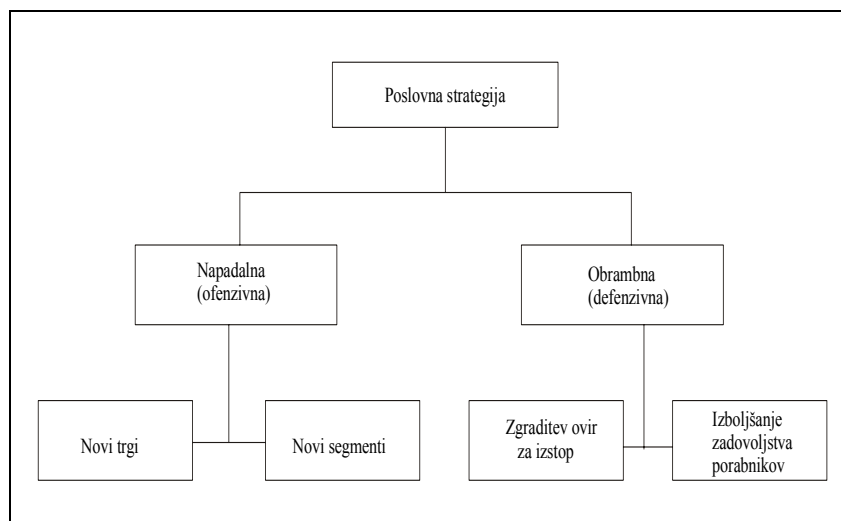 Poslovna strategija
Napadalna
(ofenzivna)
Obrambna
(defenzivna)
Novi trgi
Novi segmenti
Zgraditev ovir
za izstop
Izboljšanje
zadovoljstva
porabnikov